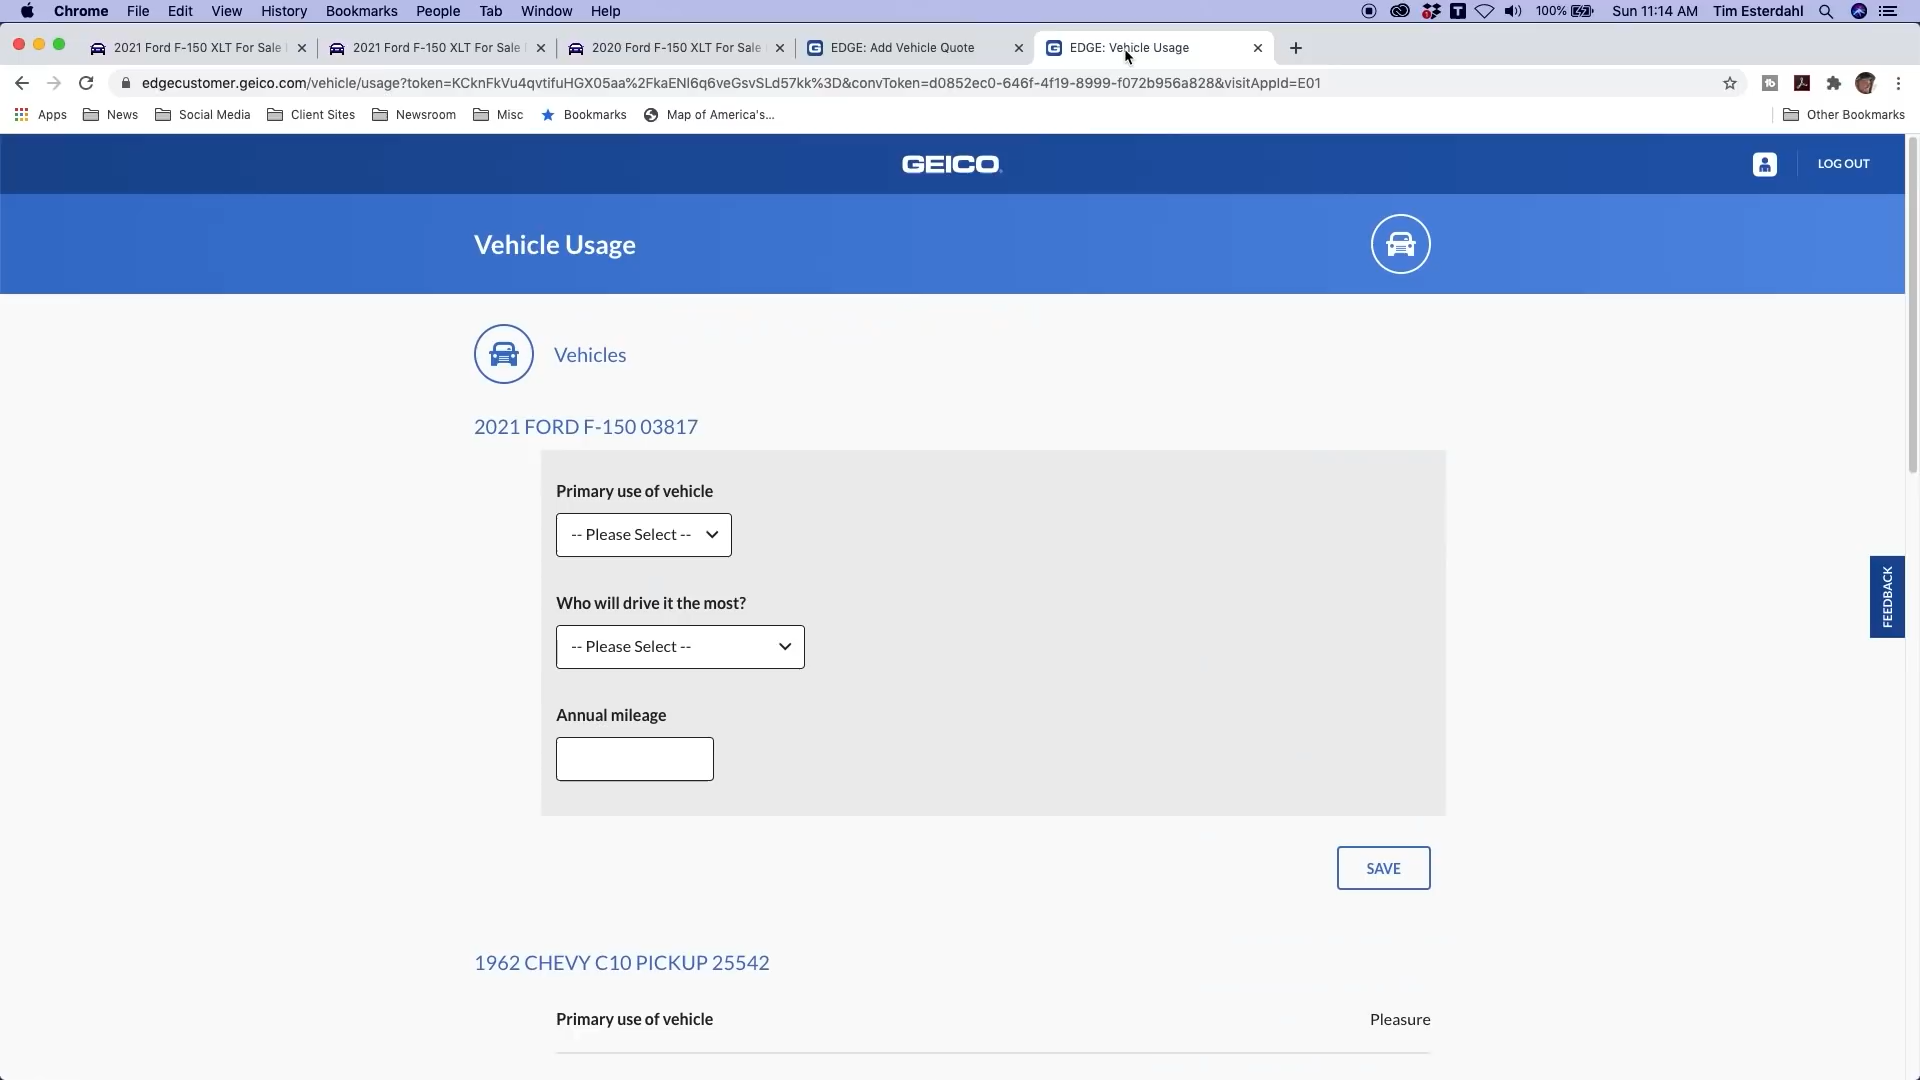 Chrome File Edit View History Bookmarks People Tab Window Help 100% Sun 11:14 AM Tim Esterdahl
2021 Ford F-150 XLT For Sale 2021 Ford F-150 XLT For Sale 2020 Ford F-150 XLT For Sale EDGE: Add Vehicle Quote EDGE: Vehicle Usage
edgecustomer.geico.com/vehicle/usage?token=KCknFkVu4qvtifuHGX05aa%2FkaENl6q6veGsvSLd57kk%3D&convToken=d0852ec0-646f-4f19-8999-f072b956a828&visitAppId=E01
Apps News Social Media Client Sites Newsroom Misc Bookmarks Map of America's... Other Bookmarks
GEICO LOG OUT
Vehicle Usage
Vehicles
2021 FORD F-150 03817
Primary use of vehicle
-- Please Select --
Who will drive it the most?
-- Please Select --
FEEDBACK
Annual mileage
SAVE
1962 CHEVY C10 PICKUP 25542
Primary use of vehicle Pleasure